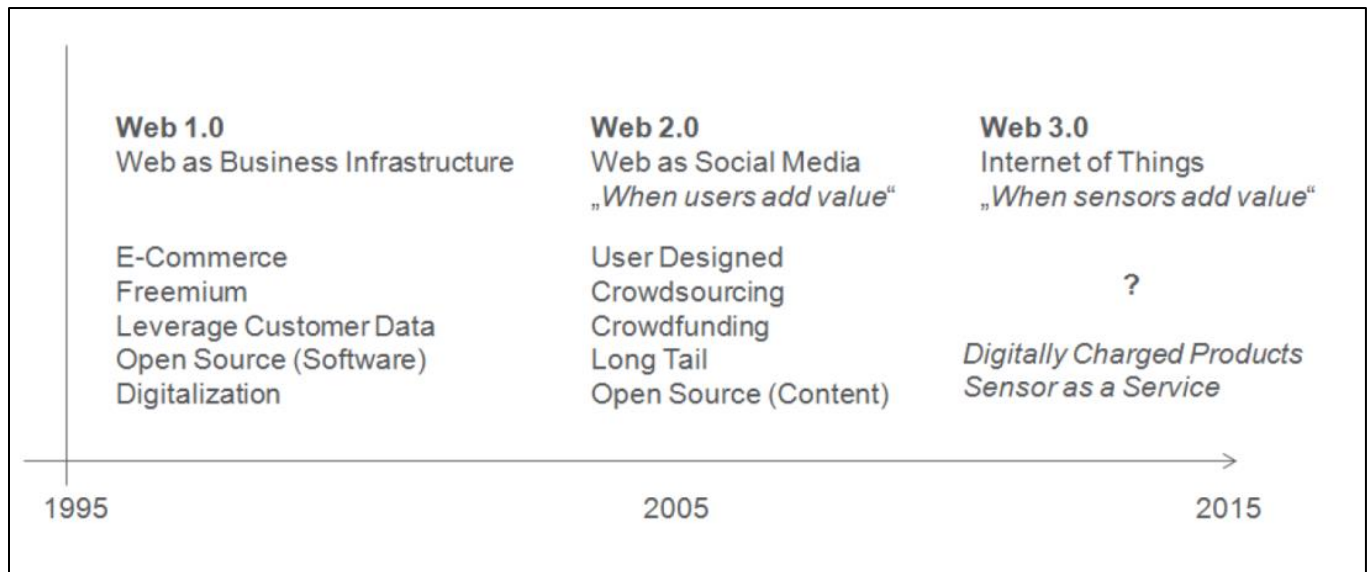 Web 1.0
Web as Business Infrastructure
E-Commerce
Freemium
Leverage Customer Data
Open Source (Software)
Digitalization
Web 2.0
Web as Social Media
„When users add value“
User Designed
Crowdsourcing
Crowdfunding
Long Tail
Open Source (Content)
Web 3.0
Internet of Things
„When sensors add value“
?
Digitally Charged Products
Sensor as a Service
1995
2005
2015